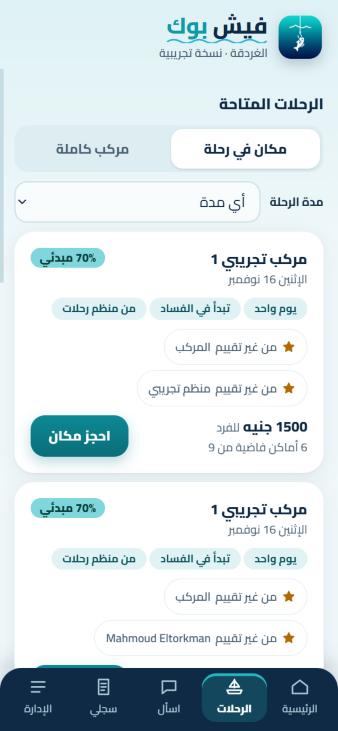 فيش بوك
الغردقة · نسخة تجريبية
الرحلات المتاحة
مكان في رحلة
مركب كاملة
مدة الرحلة
أي مدة
مركب تجريبي 1
70% مبدئي
الإثنين 16 نوفمبر
يوم واحد
تبدأ في الفساد
من منظم رحلات
من غير تقييم المركب
من غير تقييم منظم تجريبي
1500 جنيه للفرد
6 أماكن فاضية من 9
احجز مكان
مركب تجريبي 1
70% مبدئي
الإثنين 16 نوفمبر
يوم واحد
تبدأ في الفساد
من منظم رحلات
من غير تقييم المركب
من غير تقييم Mahmoud Eltorkman
الرئيسية
الرحلات
اسأل
سجلي
الإدارة